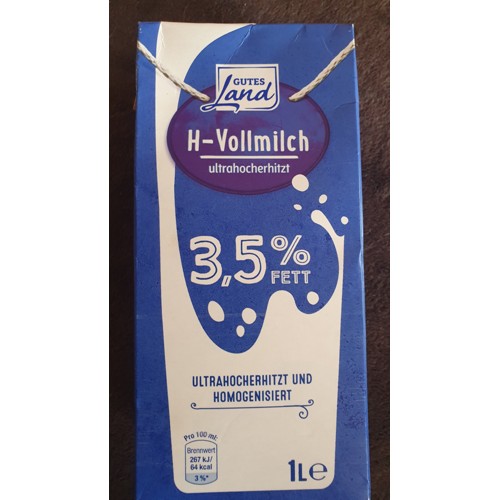 GUTES
Land
H-Vollmilch
ultrahocherhitzt
3,5%
FETT
ULTRAHOCHERHITZT UND
HOMOGENISIERT
Pro 100 ml:
Brennwert
267 kJ/
64 kcal
3 %*
1L℮